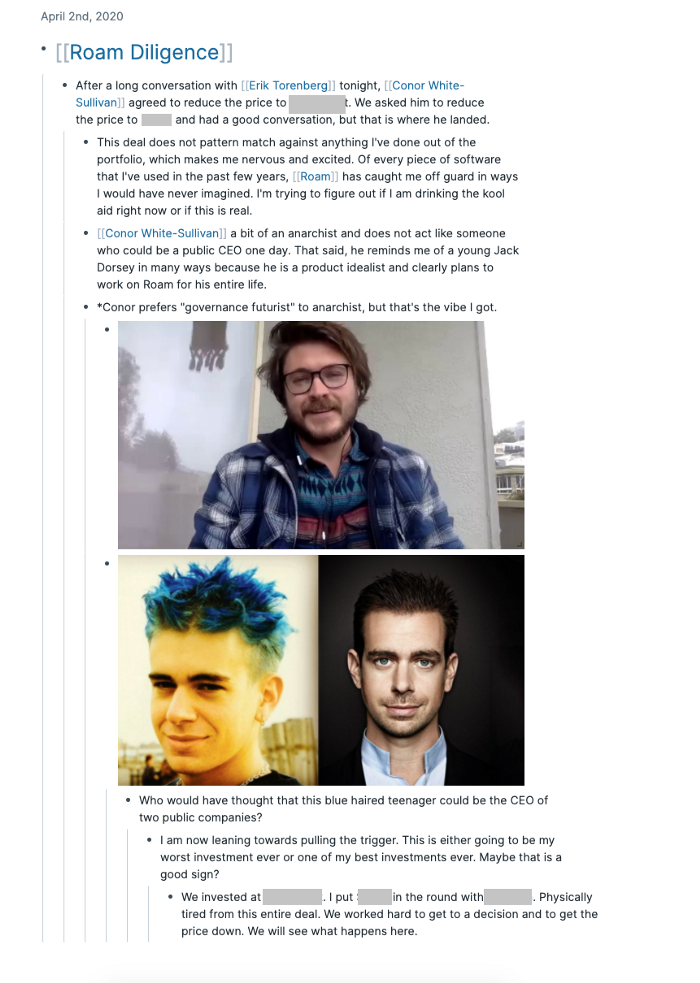 April 2nd, 2020
[[Roam Diligence]]
After a long conversation with [[Erik Torenberg]] tonight, [[Conor White-
Sullivan]] agreed to reduce the price to t. We asked him to reduce
the price to and had a good conversation, but that is where he landed.
This deal does not pattern match against anything I've done out of the
portfolio, which makes me nervous and excited. Of every piece of software
that I've used in the past few years, [[Roam]] has caught me off guard in ways
I would have never imagined. I'm trying to figure out if I am drinking the kool
aid right now or if this is real.
[[Conor White-Sullivan]] a bit of an anarchist and does not act like someone
who could be a public CEO one day. That said, he reminds me of a young Jack
Dorsey in many ways because he is a product idealist and clearly plans to
work on Roam for his entire life.
*Conor prefers "governance futurist" to anarchist, but that's the vibe I got.
Who would have thought that this blue haired teenager could be the CEO of
two public companies?
I am now leaning towards pulling the trigger. This is either going to be my
worst investment ever or one of my best investments ever. Maybe that is a
good sign?
We invested at . I put in the round with . Physically
tired from this entire deal. We worked hard to get to a decision and to get the
price down. We will see what happens here.